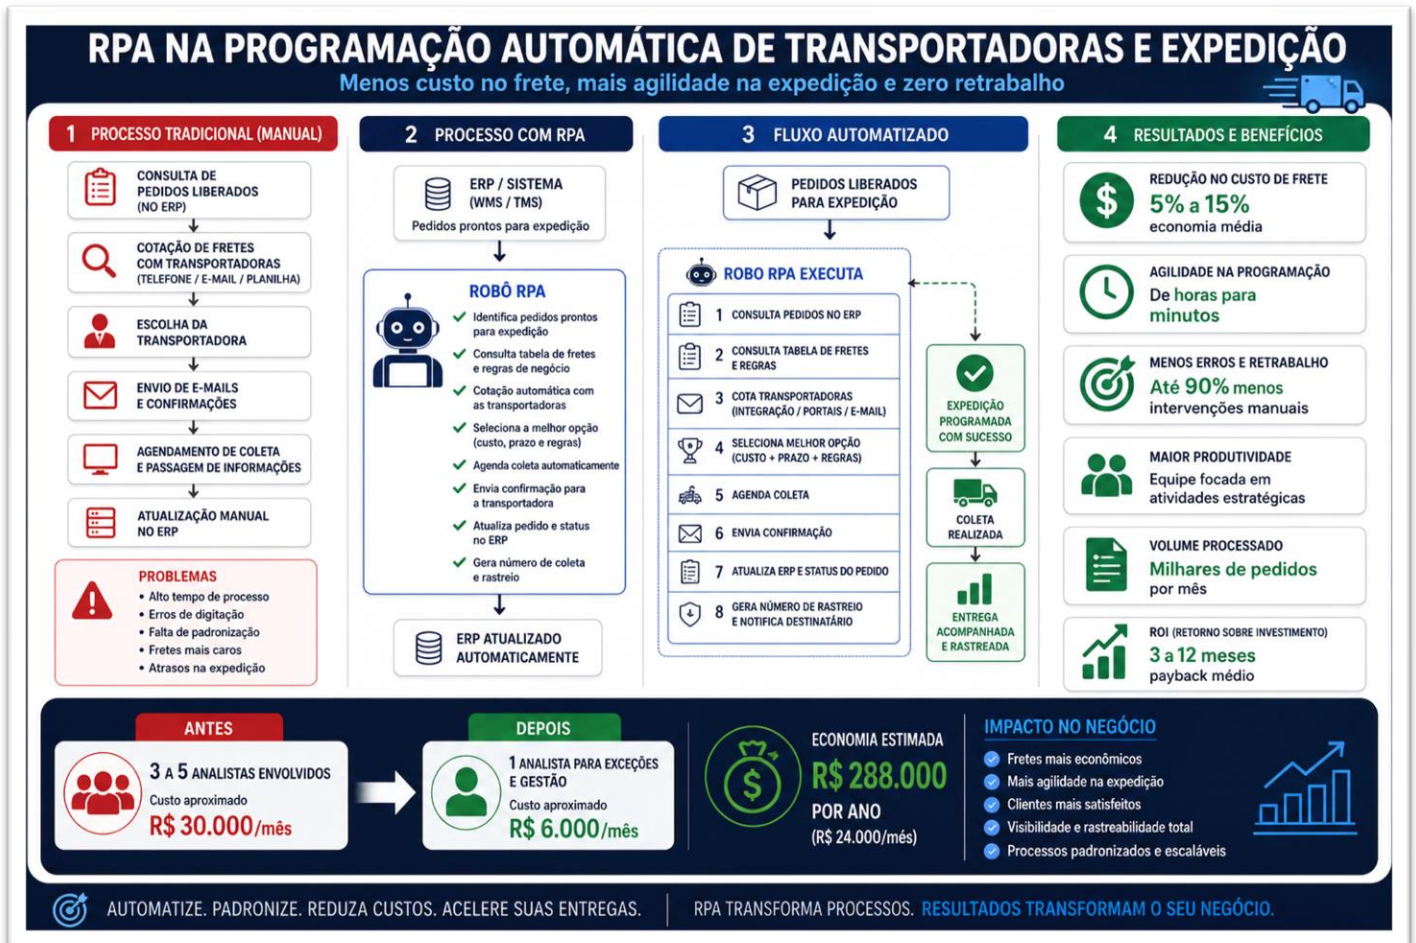 RPA NA PROGRAMAÇÃO AUTOMÁTICA DE TRANSPORTADORAS E EXPEDIÇÃO
Menos custo no frete, mais agilidade na expedição e zero retrabalho
1 PROCESSO TRADICIONAL (MANUAL)
CONSULTA DE
PEDIDOS LIBERADOS
(NO ERP)
COTAÇÃO DE FRETES
COM TRANSPORTADORAS
(TELEFONE / E-MAIL / PLANILHA)
ESCOLHA DA
TRANSPORTADORA
ENVIO DE E-MAILS
E CONFIRMAÇÕES
AGENDAMENTO DE COLETA
E PASSAGEM DE INFORMAÇÕES
ATUALIZAÇÃO MANUAL
NO ERP
PROBLEMAS
• Alto tempo de processo
• Erros de digitação
• Falta de padronização
• Fretes mais caros
• Atrasos na expedição
2 PROCESSO COM RPA
ERP / SISTEMA
(WMS / TMS)
Pedidos prontos para expedição
ROBÔ RPA
Identifica pedidos prontos
para expedição
Consulta tabela de fretes
e regras de negócio
Cotação automática com
as transportadoras
Seleciona a melhor opção
(custo, prazo e regras)
Agenda coleta automaticamente
Envia confirmação para
a transportadora
Atualiza pedido e status
no ERP
Gera número de coleta
e rastreio
ERP ATUALIZADO
AUTOMATICAMENTE
3 FLUXO AUTOMATIZADO
PEDIDOS LIBERADOS
PARA EXPEDIÇÃO
ROBO RPA EXECUTA
1 CONSULTA PEDIDOS NO ERP
2 CONSULTA TABELA DE FRETES
E REGRAS
3 COTA TRANSPORTADORAS
(INTEGRAÇÃO / PORTAIS / E-MAIL)
4 SELECIONA MELHOR OPÇÃO
(CUSTO + PRAZO + REGRAS)
5 AGENDA COLETA
6 ENVIA CONFIRMAÇÃO
7 ATUALIZA ERP E STATUS DO PEDIDO
8 GERA NÚMERO DE RASTREIO
E NOTIFICA DESTINATÁRIO
EXPEDIÇÃO
PROGRAMADA
COM SUCESSO
COLETA
REALIZADA
ENTREGA
ACOMPANHADA
E RASTREADA
4 RESULTADOS E BENEFÍCIOS
REDUÇÃO NO CUSTO DE FRETE
5% a 15%
economia média
AGILIDADE NA PROGRAMAÇÃO
De horas para
minutos
MENOS ERROS E RETRABALHO
Até 90% menos
intervenções manuais
MAIOR PRODUTIVIDADE
Equipe focada em
atividades estratégicas
VOLUME PROCESSADO
Milhares de pedidos
por mês
ROI (RETORNO SOBRE INVESTIMENTO)
3 a 12 meses
payback médio
ANTES
3 A 5 ANALISTAS ENVOLVIDOS
Custo aproximado
R$ 30.000/mês
DEPOIS
1 ANALISTA PARA EXCEÇÕES
E GESTÃO
Custo aproximado
R$ 6.000/mês
ECONOMIA ESTIMADA
R$ 288.000
POR ANO
(R$ 24.000/més)
IMPACTO NO NEGÓCIO
Fretes mais econômicos
Mais agilidade na expedição
Clientes mais satisfeitos
Visibilidade e rastreabilidade total
Processos padronizados e escaláveis
AUTOMATIZE. PADRONIZE. REDUZA CUSTOS. ACELERE SUAS ENTREGAS.
RPA TRANSFORMA PROCESSOS. RESULTADOS TRANSFORMAM O SEU NEGÓCIO.